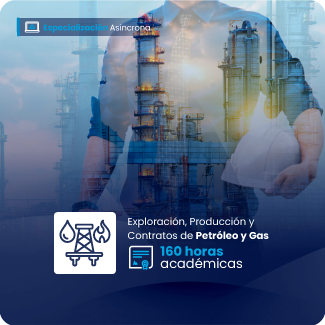 Especialización Asíncrona
Exploración, Producción y
Contratos de Petróleo y Gas
160 horas
académicas